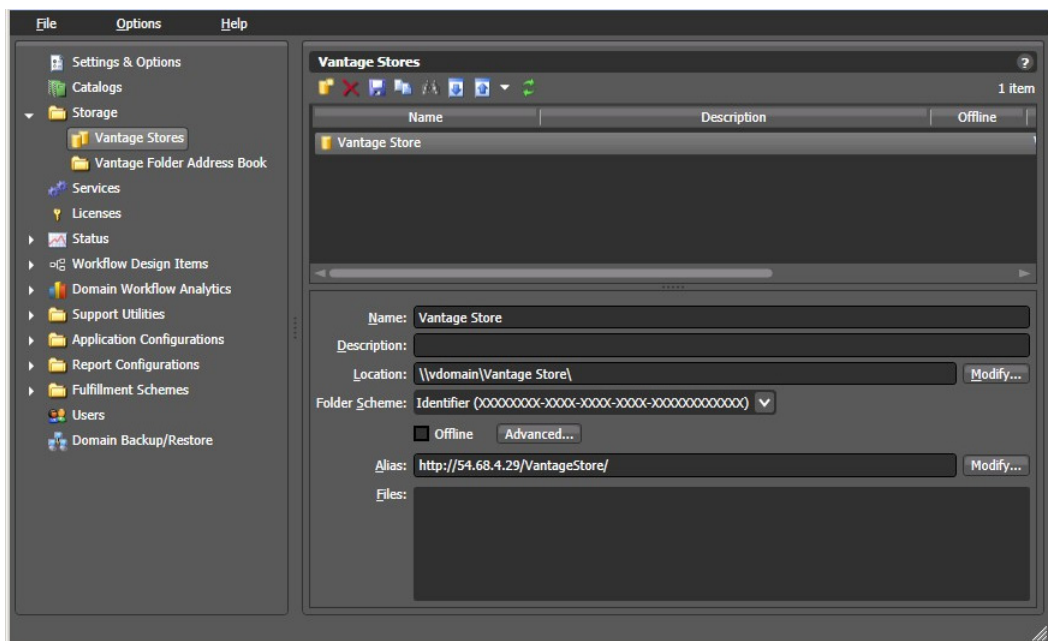 File Options Help
Settings & Options
Catalogs
Storage
Vantage Stores
Vantage Folder Address Book
Services
Licenses
Status
Workflow Design Items
Domain Workflow Analytics
Support Utilities
Application Configurations
Report Configurations
Fulfillment Schemes
Users
Domain Backup/Restore
Vantage Stores ?
1 item
Name Description Offline
Vantage Store
Name: Vantage Store
Description:
Location: \\vdomain\Vantage Store\ Modify...
Folder Scheme: Identifier (XXXXXXXX-XXXX-XXXX-XXXX-XXXXXXXXXXXX)
Offline Advanced...
Alias: http://54.68.4.29/VantageStore/ Modify...
Files: